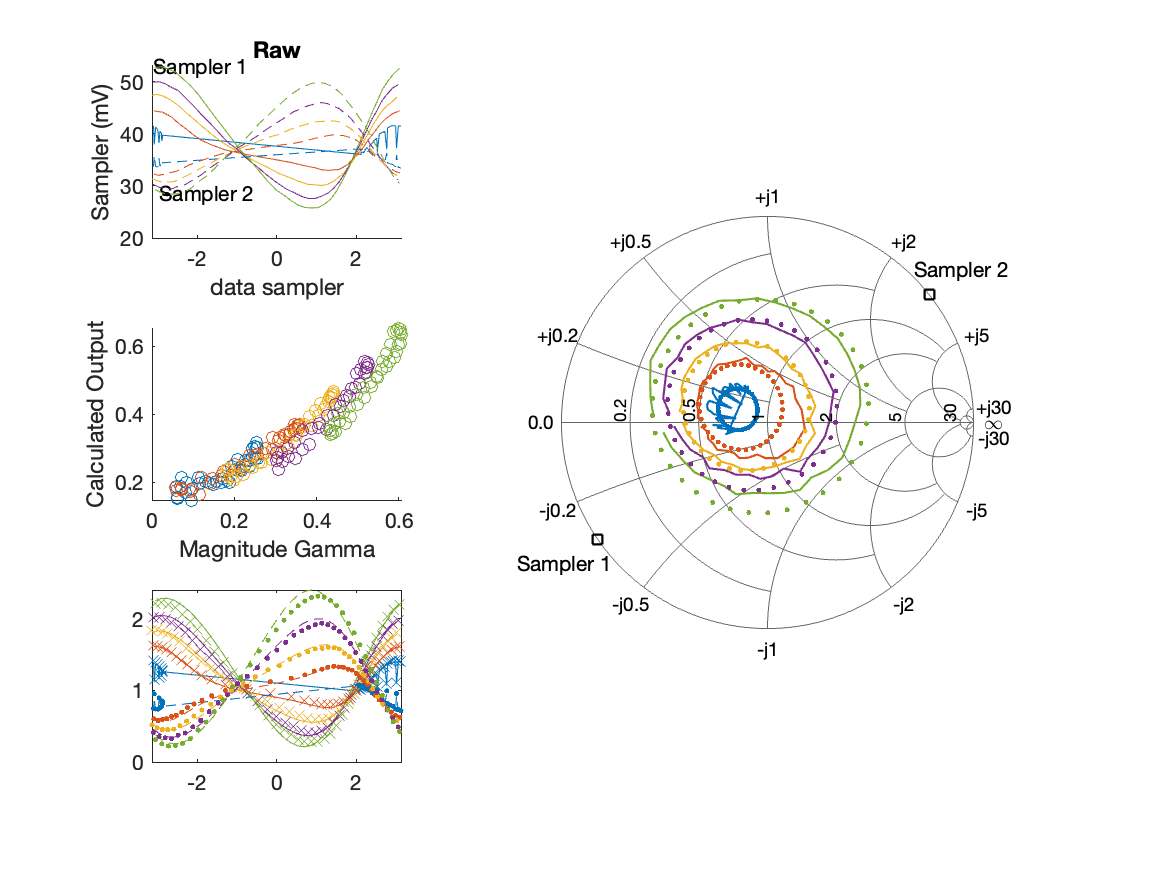 Raw
Sampler 1
50
40
30
20
Sampler (mV)
Sampler 2
-2
0
2
data sampler
0.6
0.4
0.2
Calculated Output
0
0.2
0.4
0.6
Magnitude Gamma
2
1
0
-2
0
2
+j1
+j0.5
+j2
Sampler 2
+j0.2
+j5
0.0
0.2
0.5
1
2
5
30
+j30
∞
-j30
-j0.2
-j5
Sampler 1
-j0.5
-j2
-j1